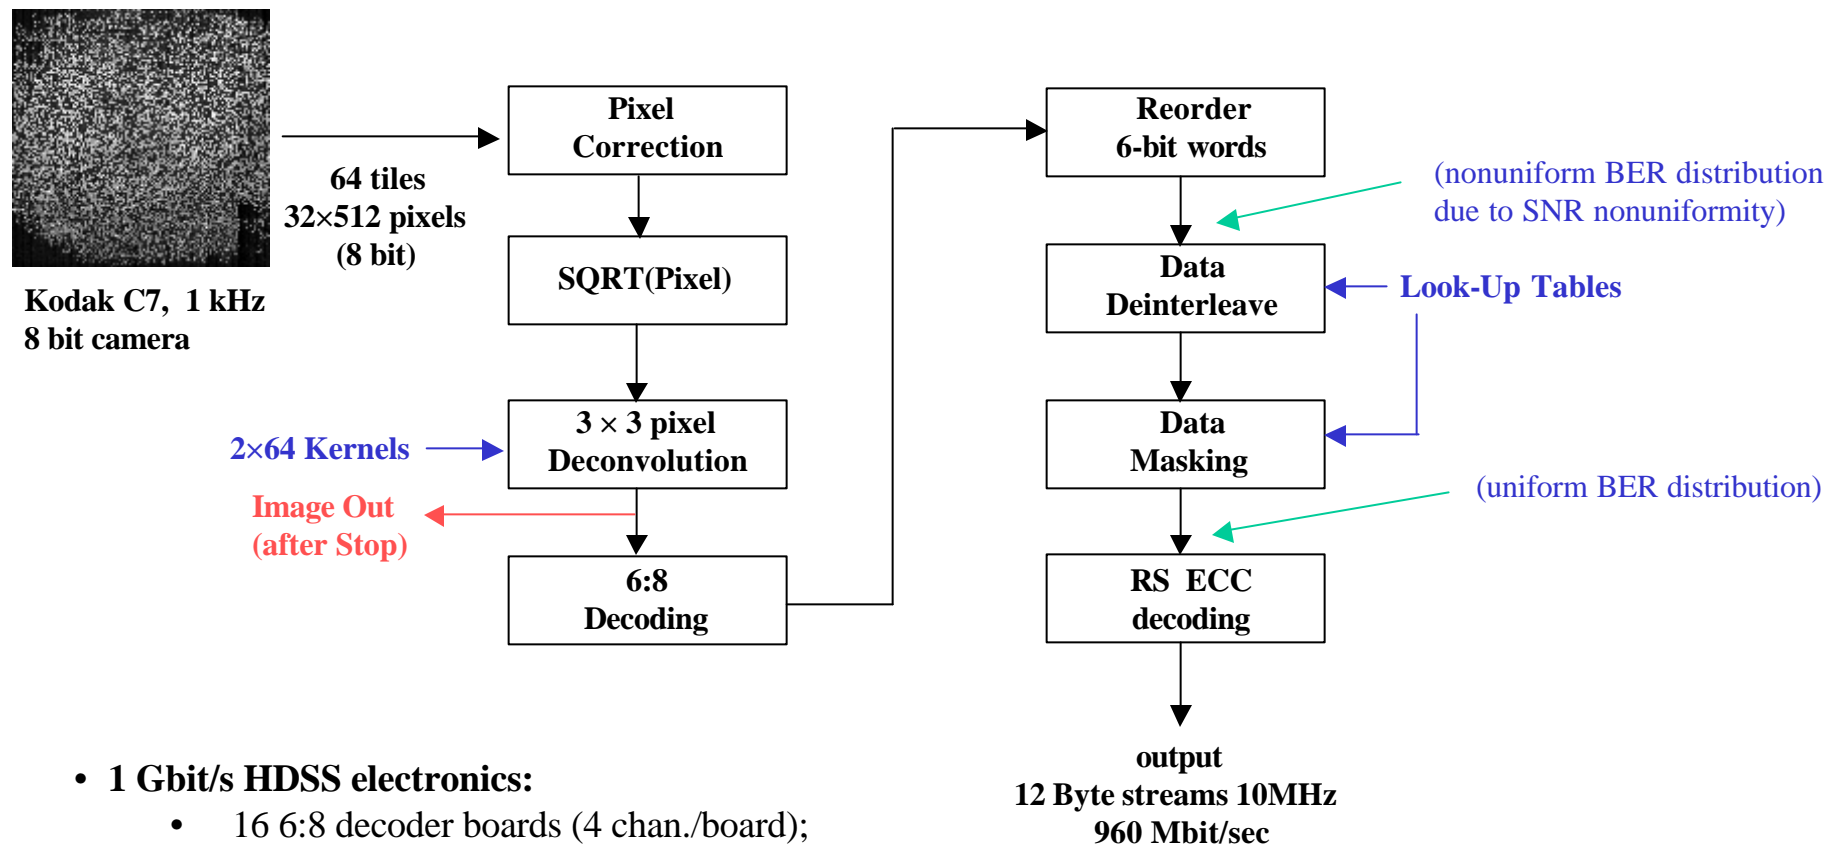 Kodak C7, 1 kHz
8 bit camera
64 tiles
32×512 pixels
(8 bit)
Pixel
Correction
SQRT(Pixel)
2×64 Kernels
3 × 3 pixel
Deconvolution
Image Out
(after Stop)
6:8
Decoding
Reorder
6-bit words
(nonuniform BER distribution
due to SNR nonuniformity)
Data
Deinterleave
Look-Up Tables
Data
Masking
(uniform BER distribution)
RS ECC
decoding
output
12 Byte streams 10MHz
960 Mbit/sec
• 1 Gbit/s HDSS electronics:
• 16 6:8 decoder boards (4 chan./board);